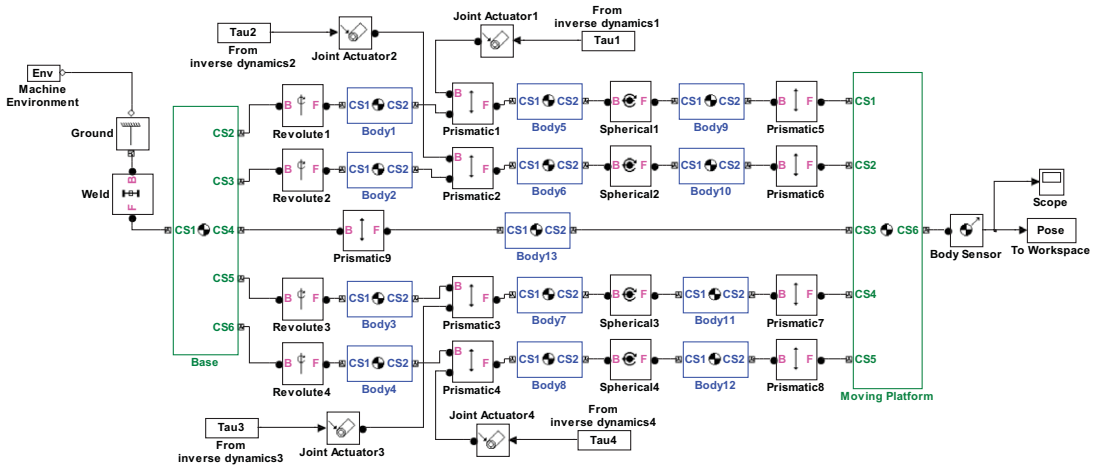 Tau2
From
inverse dynamics2
Joint Actuator2
Joint Actuator1
From
inverse dynamics1
Tau1
Env
Machine
Environment
Ground
B
Weld
F
CS2
CS3
CS1 CS4
CS5
CS6
Base
B F
Revolute1
CS1 CS2
Body1
B
F
Prismatic1
CS1 CS2
Body5
B F
Spherical1
CS1 CS2
Body9
B F
Prismatic5
B F
Revolute2
CS1 CS2
Body2
B
F
Prismatic2
CS1 CS2
Body6
B F
Spherical2
CS1 CS2
Body10
B F
Prismatic6
B F
Prismatic9
CS1 CS2
Body13
B F
Revolute3
CS1 CS2
Body3
B
F
Prismatic3
CS1 CS2
Body7
B F
Spherical3
CS1 CS2
Body11
B F
Prismatic7
B F
Revolute4
CS1 CS2
Body4
B
F
Prismatic4
CS1 CS2
Body8
B F
Spherical4
CS1 CS2
Body12
B F
Prismatic8
CS1
CS2
CS3 CS6
CS4
CS5
Moving Platform
Body Sensor
Scope
Pose
To Workspace
Tau3
From
inverse dynamics3
Joint Actuator3
Joint Actuator4
From
inverse dynamics4
Tau4